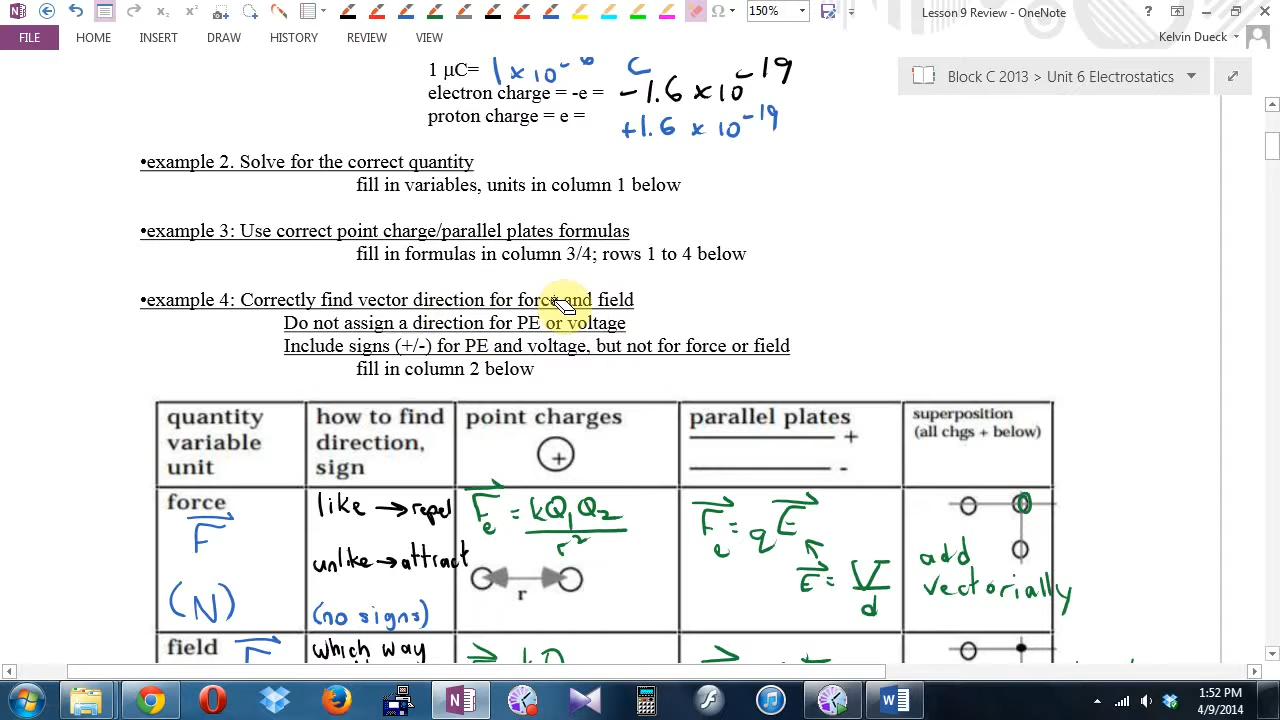 150%
Lesson 9 Review - OneNote
FILE HOME INSERT DRAW HISTORY REVIEW VIEW
Kelvin Dueck
Block C 2013 > Unit 6 Electrostatics
1 μC= 1 x 10⁻⁶ C
electron charge = -e = -1.6 x 10⁻¹⁹
proton charge = e = +1.6 x 10⁻¹⁹
•example 2. Solve for the correct quantity
fill in variables, units in column 1 below
•example 3: Use correct point charge/parallel plates formulas
fill in formulas in column 3/4; rows 1 to 4 below
•example 4: Correctly find vector direction for force and field
Do not assign a direction for PE or voltage
Include signs (+/-) for PE and voltage, but not for force or field
fill in column 2 below
quantity
variable
unit
how to find
direction,
sign
point charges
+
parallel plates
+
-
superposition
(all chgs + below)
force
F
(N)
like → repel
unlike → attract
(no signs)
Fe = kQ₁Q₂
r²
r
Fe = qE
E = V
d
add
vectorially
field
which way
1:52 PM
4/9/2014